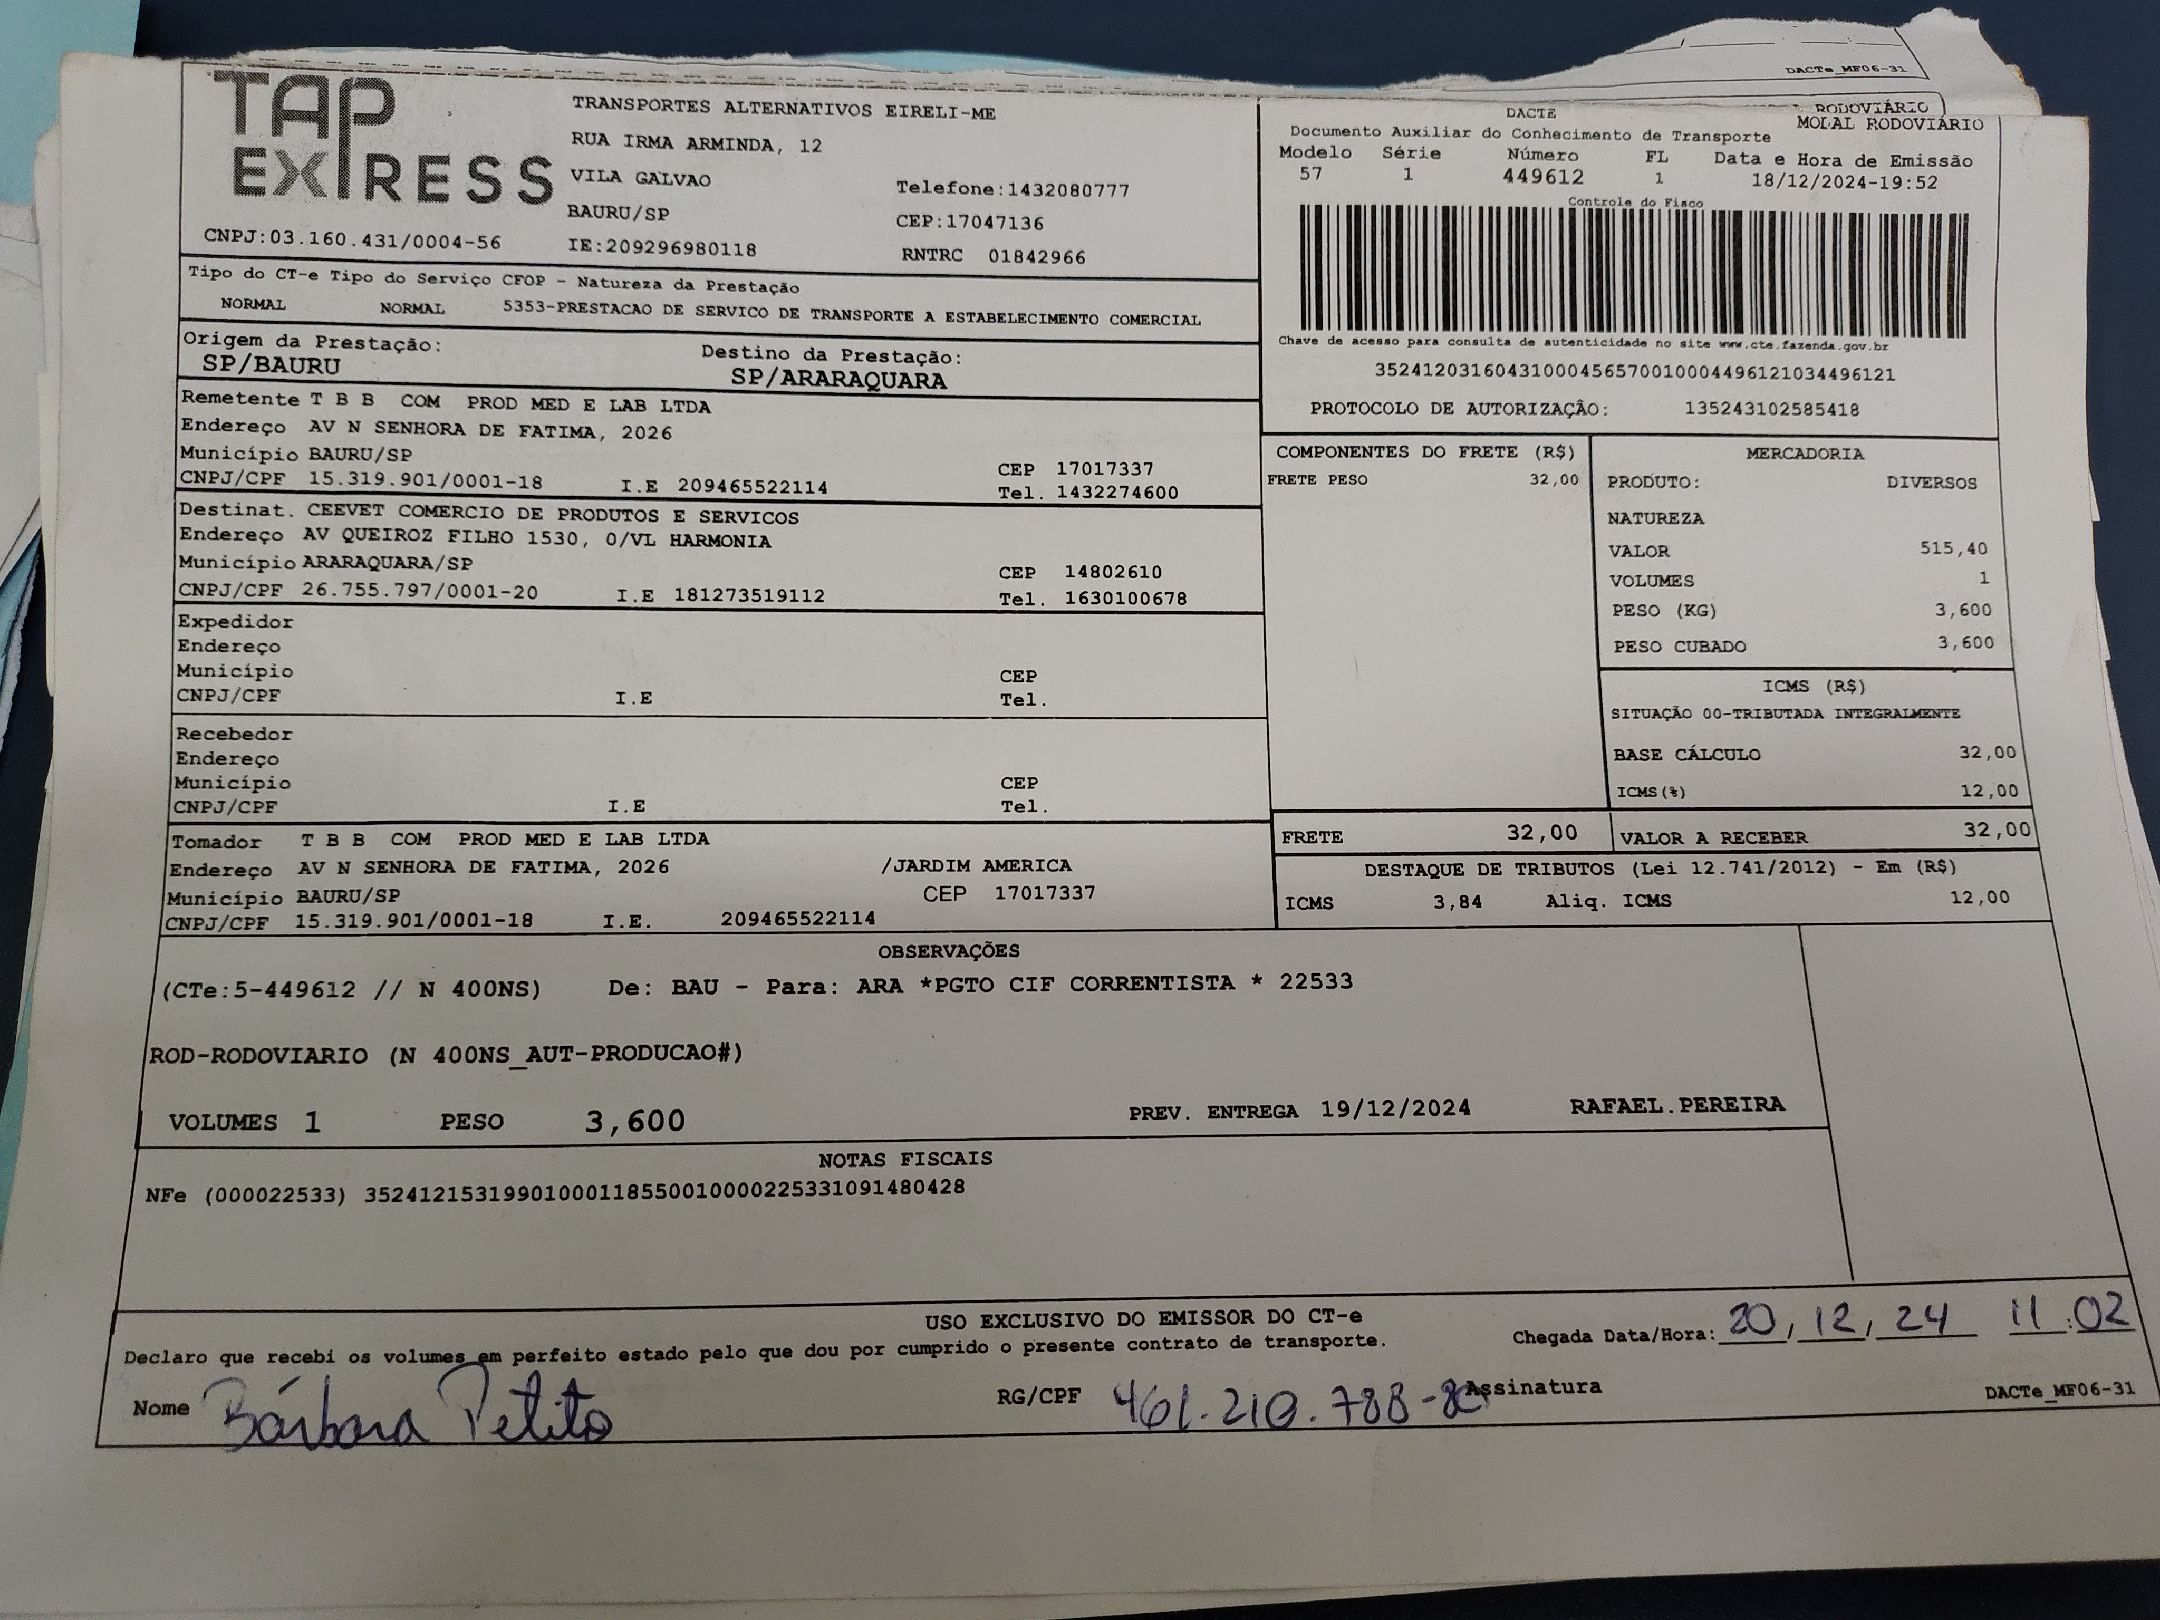 DACTe_MF06-31
RODOVIÁRIO
TAP
EXPRESS
CNPJ:03.160.431/0004-56
TRANSPORTES ALTERNATIVOS EIRELI-ME
RUA IRMA ARMINDA, 12
VILA GALVAO
Telefone:1432080777
BAURU/SP
CEP:17047136
IE:209296980118
RNTRC 01842966
DACTE
MODAL RODOVIÁRIO
Documento Auxiliar do Conhecimento de Transporte
Modelo Série Número FL Data e Hora de Emissão
57 1 449612 1 18/12/2024-19:52
Controle do Fisco
Chave de acesso para consulta de autenticidade no site www.cte.fazenda.gov.br
35241203160431000456570010004496121034496121
PROTOCOLO DE AUTORIZAÇÃO: 135243102585418
Tipo do CT-e Tipo do Serviço CFOP - Natureza da Prestação
NORMAL NORMAL 5353-PRESTACAO DE SERVICO DE TRANSPORTE A ESTABELECIMENTO COMERCIAL
Origem da Prestação: Destino da Prestação:
SP/BAURU SP/ARARAQUARA
Remetente T B B COM PROD MED E LAB LTDA
Endereço AV N SENHORA DE FATIMA, 2026
Município BAURU/SP CEP 17017337
CNPJ/CPF 15.319.901/0001-18 I.E 209465522114 Tel. 1432274600
Destinat. CEEVET COMERCIO DE PRODUTOS E SERVICOS
Endereço AV QUEIROZ FILHO 1530, 0/VL HARMONIA
Município ARARAQUARA/SP CEP 14802610
CNPJ/CPF 26.755.797/0001-20 I.E 181273519112 Tel. 1630100678
Expedidor
Endereço
Município CEP
CNPJ/CPF I.E Tel.
Recebedor
Endereço
Município CEP
CNPJ/CPF I.E Tel.
Tomador T B B COM PROD MED E LAB LTDA
Endereço AV N SENHORA DE FATIMA, 2026 /JARDIM AMERICA
Município BAURU/SP CEP 17017337
CNPJ/CPF 15.319.901/0001-18 I.E. 209465522114
COMPONENTES DO FRETE (R$)
FRETE PESO 32,00
MERCADORIA
PRODUTO: DIVERSOS
NATUREZA
VALOR 515,40
VOLUMES 1
PESO (KG) 3,600
PESO CUBADO 3,600
ICMS (R$)
SITUAÇÃO 00-TRIBUTADA INTEGRALMENTE
BASE CÁLCULO 32,00
ICMS(%) 12,00
FRETE 32,00 VALOR A RECEBER 32,00
DESTAQUE DE TRIBUTOS (Lei 12.741/2012) - Em (R$)
ICMS 3,84 Aliq. ICMS 12,00
OBSERVAÇÕES
(CTe:5-449612 // N 400NS) De: BAU - Para: ARA *PGTO CIF CORRENTISTA * 22533
ROD-RODOVIARIO (N 400NS_AUT-PRODUCAO#)
VOLUMES 1 PESO 3,600 PREV. ENTREGA 19/12/2024 RAFAEL.PEREIRA
NOTAS FISCAIS
NFe (000022533) 35241215319901000118550010000225331091480428
USO EXCLUSIVO DO EMISSOR DO CT-e
Declaro que recebi os volumes em perfeito estado pelo que dou por cumprido o presente contrato de transporte.
Chegada Data/Hora: 20/12/24 11:02
Nome Bárbara Petito RG/CPF 461.210.788- Assinatura
DACTe_MF06-31